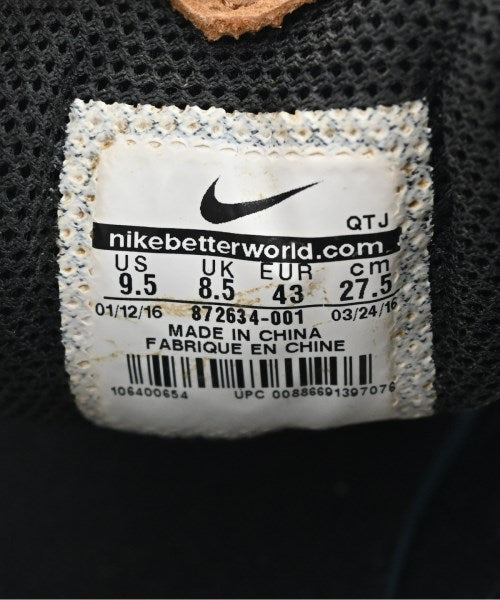 QTJ
nikebetterworld.com
US UK EUR cm
9.5 8.5 43 27.5
01/12/16 872634-001 03/24/16
MADE IN CHINA
FABRIQUE EN CHINE
106400654 UPC 00886691397076